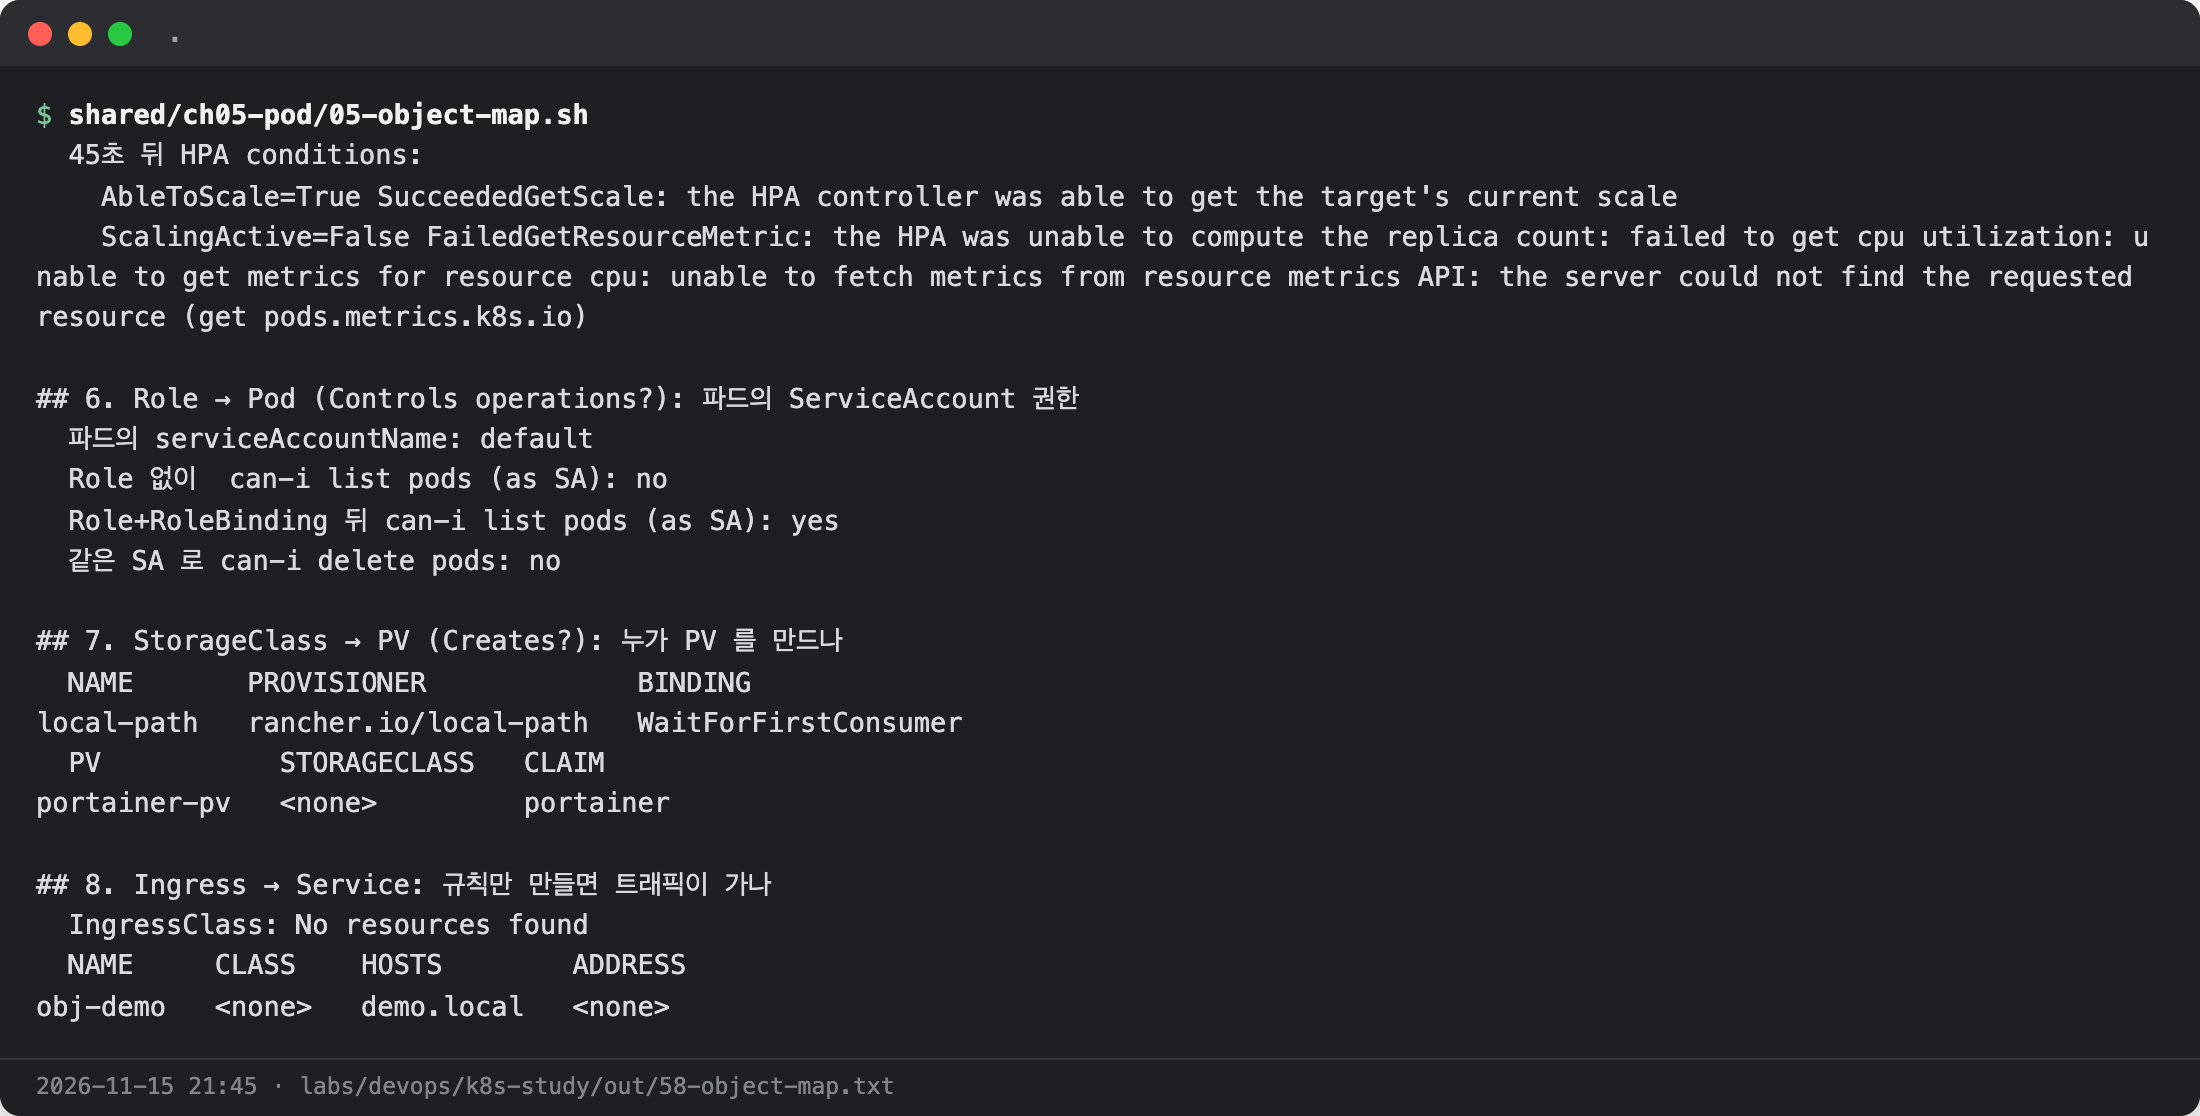 .
$ shared/ch05-pod/05-object-map.sh
45초 뒤 HPA conditions:
AbleToScale=True SucceededGetScale: the HPA controller was able to get the target's current scale
ScalingActive=False FailedGetResourceMetric: the HPA was unable to compute the replica count: failed to get cpu utilization: u
nable to get metrics for resource cpu: unable to fetch metrics from resource metrics API: the server could not find the requested
resource (get pods.metrics.k8s.io)
## 6. Role → Pod (Controls operations?): 파드의 ServiceAccount 권한
파드의 serviceAccountName: default
Role 없이  can-i list pods (as SA): no
Role+RoleBinding 뒤 can-i list pods (as SA): yes
같은 SA 로 can-i delete pods: no
## 7. StorageClass → PV (Creates?): 누가 PV 를 만드나
NAME         PROVISIONER             BINDING
local-path   rancher.io/local-path   WaitForFirstConsumer
PV           STORAGECLASS   CLAIM
portainer-pv   <none>         portainer
## 8. Ingress → Service: 규칙만 만들면 트래픽이 가나
IngressClass: No resources found
NAME     CLASS    HOSTS        ADDRESS
obj-demo   <none>   demo.local   <none>
2026-11-15 21:45 · labs/devops/k8s-study/out/58-object-map.txt